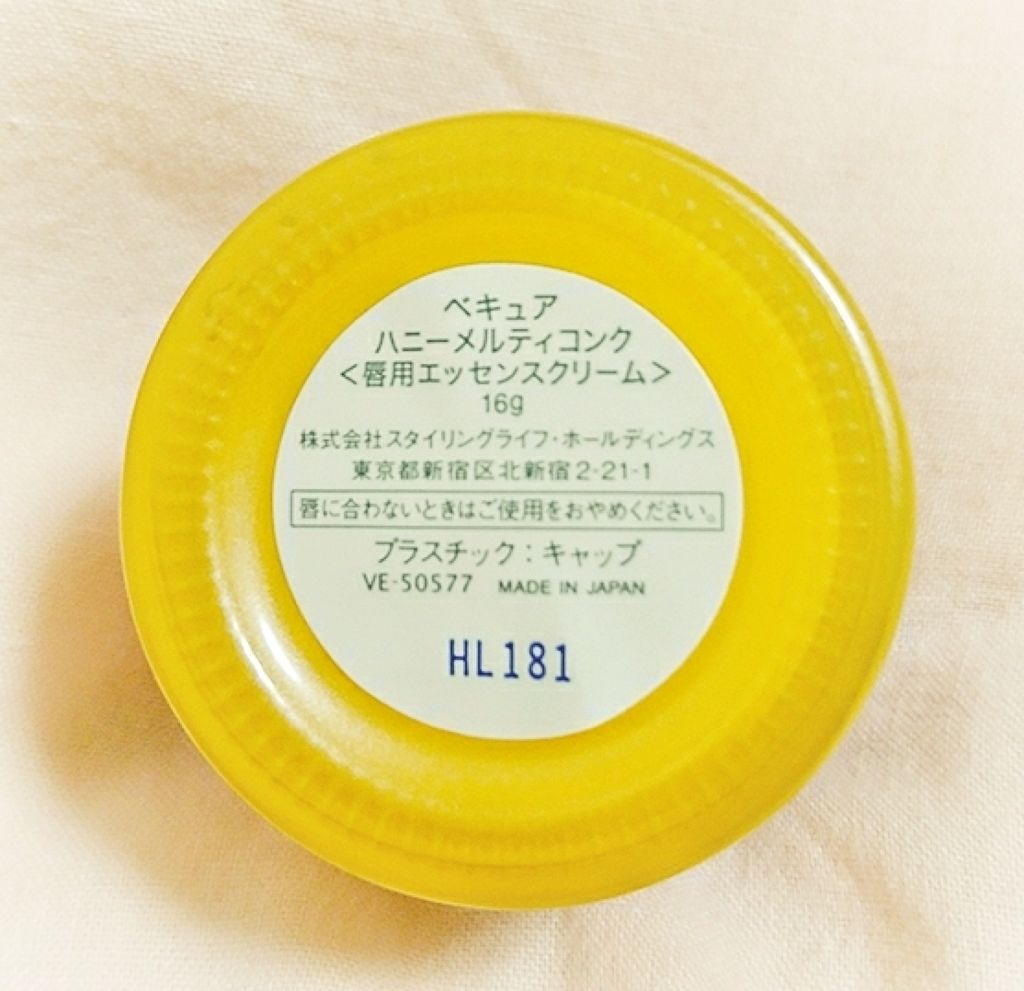 ベキュア
ハニーメルティコンク
＜唇用エッセンスクリーム＞
16g
株式会社スタイリングライフ・ホールディングス
東京都新宿区北新宿2-21-1
唇に合わないときはご使用をおやめください。
プラスチック：キャップ
VE-50577 MADE IN JAPAN
HL181